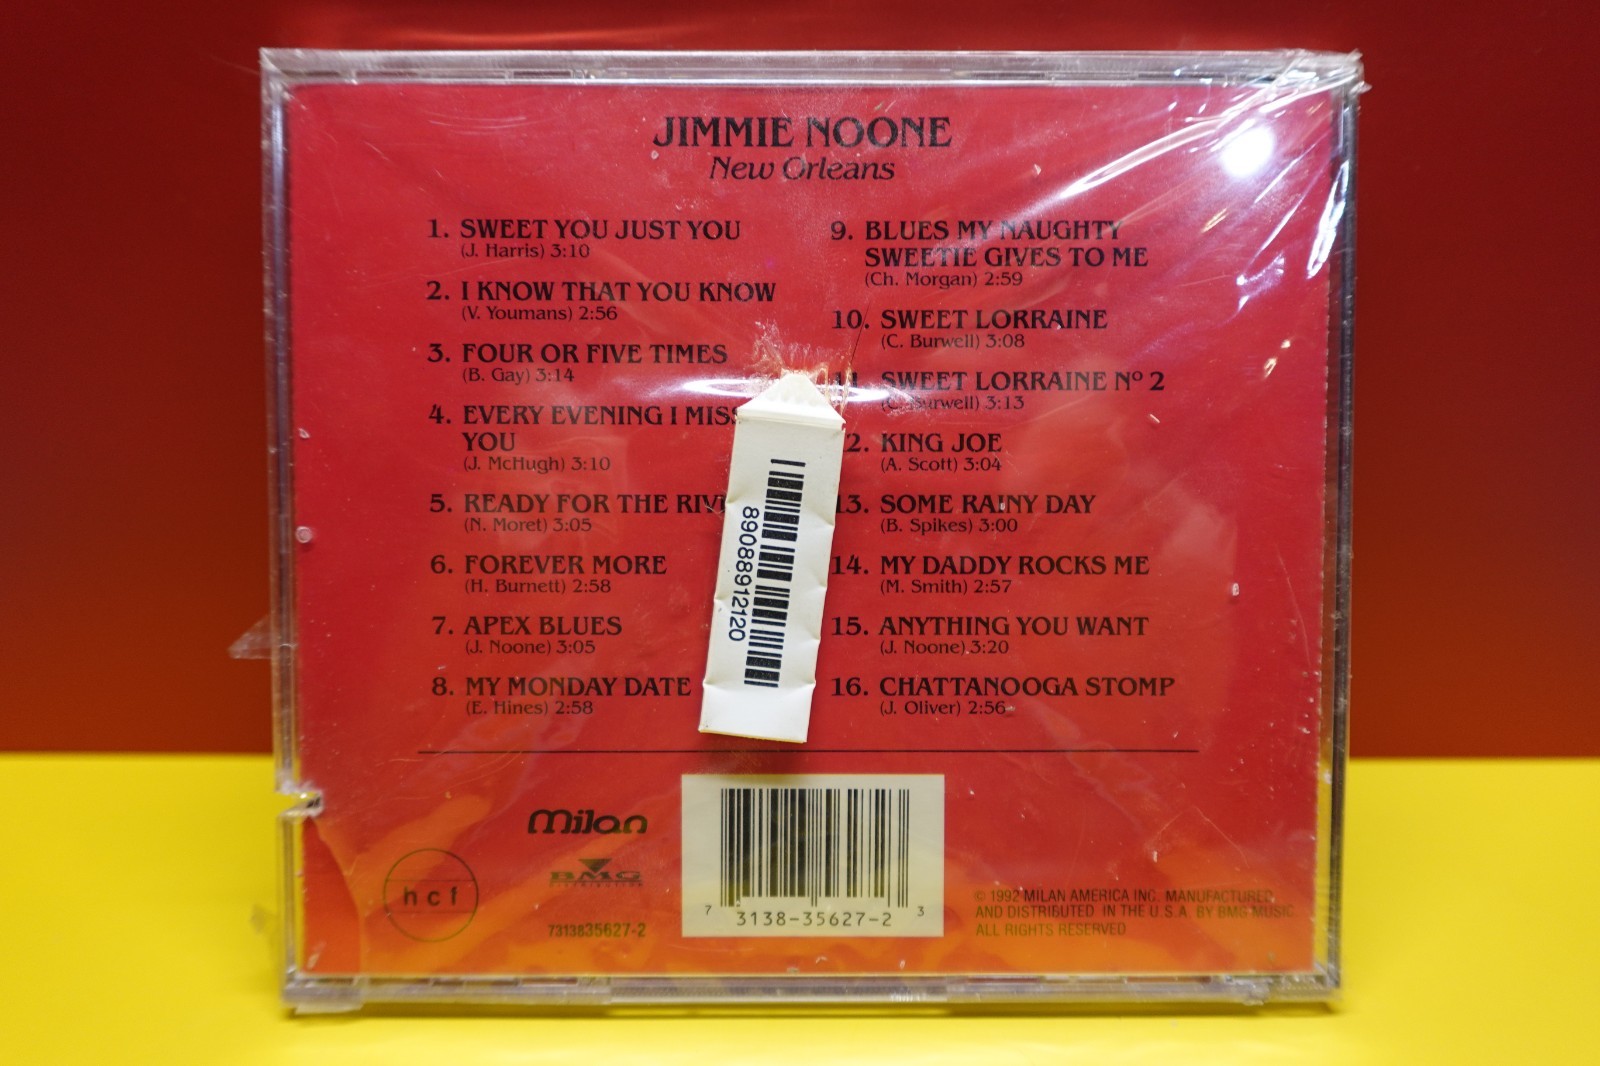 JIMMIE NOONE
New Orleans
1. SWEET YOU JUST YOU
(J. Harris) 3:10
2. I KNOW THAT YOU KNOW
(V. Youmans) 2:56
3. FOUR OR FIVE TIMES
(B. Gay) 3:14
4. EVERY EVENING I MISS
YOU
(J. McHugh) 3:10
5. READY FOR THE
(N. Moret) 3:05
6. FOREVER MORE
(H. Burnett) 2:58
7. APEX BLUES
(J. Noone) 3:05
8. MY MONDAY DATE
(E. Hines) 2:58
9. BLUES MY NAUGHTY
SWEETIE GIVES TO ME
(Ch. Morgan) 2:59
10. SWEET LORRAINE
(C. Burwell) 3:08
11. SWEET LORRAINE Nº 2
(C. Burwell) 3:13
2. KING JOE
(A. Scott) 3:04
13. SOME RAINY DAY
(B. Spikes) 3:00
14. MY DADDY ROCKS ME
(M. Smith) 2:57
15. ANYTHING YOU WANT
(J. Noone) 3:20
16. CHATTANOOGA STOMP
(J. Oliver) 2:56
89088912120
hcf
Milan
BMG
DISTRIBUTION
7313835627-2
7 3138-35627-2 3
© 1992 MILAN AMERICA INC. MANUFACTURED
AND DISTRIBUTED IN THE U.S.A. BY BMG MUSIC.
ALL RIGHTS RESERVED